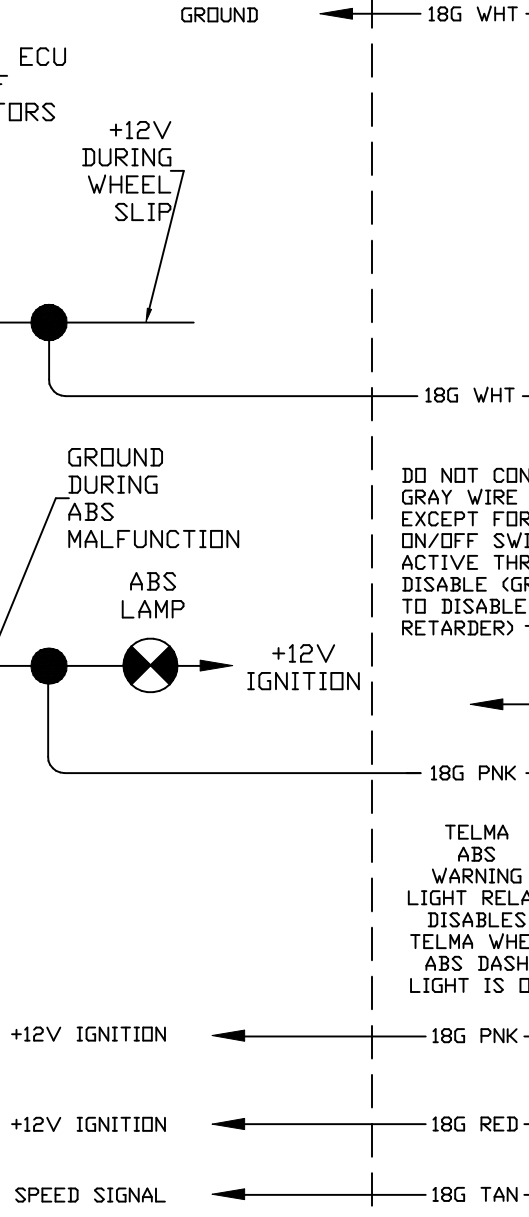 GROUND
18G WHT
ECU
TORS
+12V
DURING
WHEEL
SLIP
18G WHT
GROUND
DURING
ABS
MALFUNCTION
DO NOT CON
GRAY WIRE
EXCEPT FOR
ON/OFF SWI
ACTIVE THR
DISABLE (GR
TO DISABLE
RETARDER)
ABS
LAMP
+12V
IGNITION
18G PNK
TELMA
ABS
WARNING
LIGHT RELA
DISABLES
TELMA WHE
ABS DASH
LIGHT IS O
+12V IGNITION
18G PNK
+12V IGNITION
18G RED
SPEED SIGNAL
18G TAN